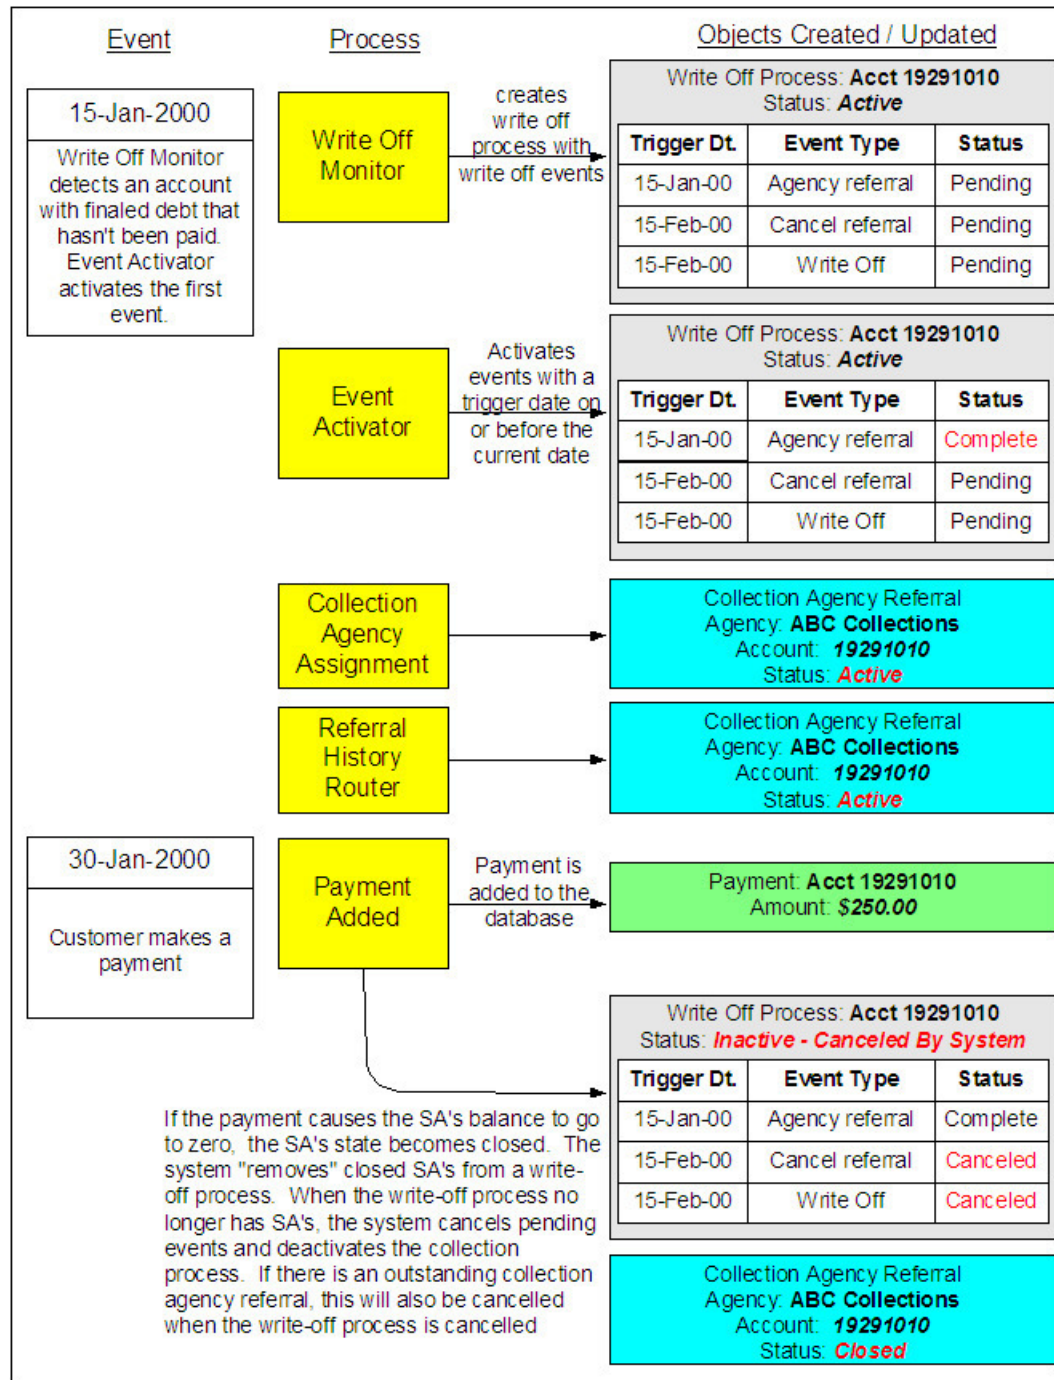 Event
Process
Objects Created / Updated
15-Jan-2000
Write Off Monitor
detects an account
with finaled debt that
hasn't been paid.
Event Activator
activates the first
event.
Write Off
Monitor
creates
write off
process with
write off events
Write Off Process: Acct 19291010
Status: Active
Trigger Dt. Event Type Status
15-Jan-00 Agency referral Pending
15-Feb-00 Cancel referral Pending
15-Feb-00 Write Off Pending
Event
Activator
Activates
events with a
trigger date on
or before the
current date
Write Off Process: Acct 19291010
Status: Active
Trigger Dt. Event Type Status
15-Jan-00 Agency referral Complete
15-Feb-00 Cancel referral Pending
15-Feb-00 Write Off Pending
Collection
Agency
Assignment
Collection Agency Referral
Agency: ABC Collections
Account: 19291010
Status: Active
Referral
History
Router
Collection Agency Referral
Agency: ABC Collections
Account: 19291010
Status: Active
30-Jan-2000
Customer makes a
payment
Payment
Added
Payment is
added to the
database
Payment: Acct 19291010
Amount: $250.00
Write Off Process: Acct 19291010
Status: Inactive - Canceled By System
Trigger Dt. Event Type Status
15-Jan-00 Agency referral Complete
15-Feb-00 Cancel referral Canceled
15-Feb-00 Write Off Canceled
If the payment causes the SA's balance to go
to zero, the SA's state becomes closed. The
system "removes" closed SA's from a write-
off process. When the write-off process no
longer has SA's, the system cancels pending
events and deactivates the collection
process. If there is an outstanding collection
agency referral, this will also be cancelled
when the write-off process is cancelled
Collection Agency Referral
Agency: ABC Collections
Account: 19291010
Status: Closed